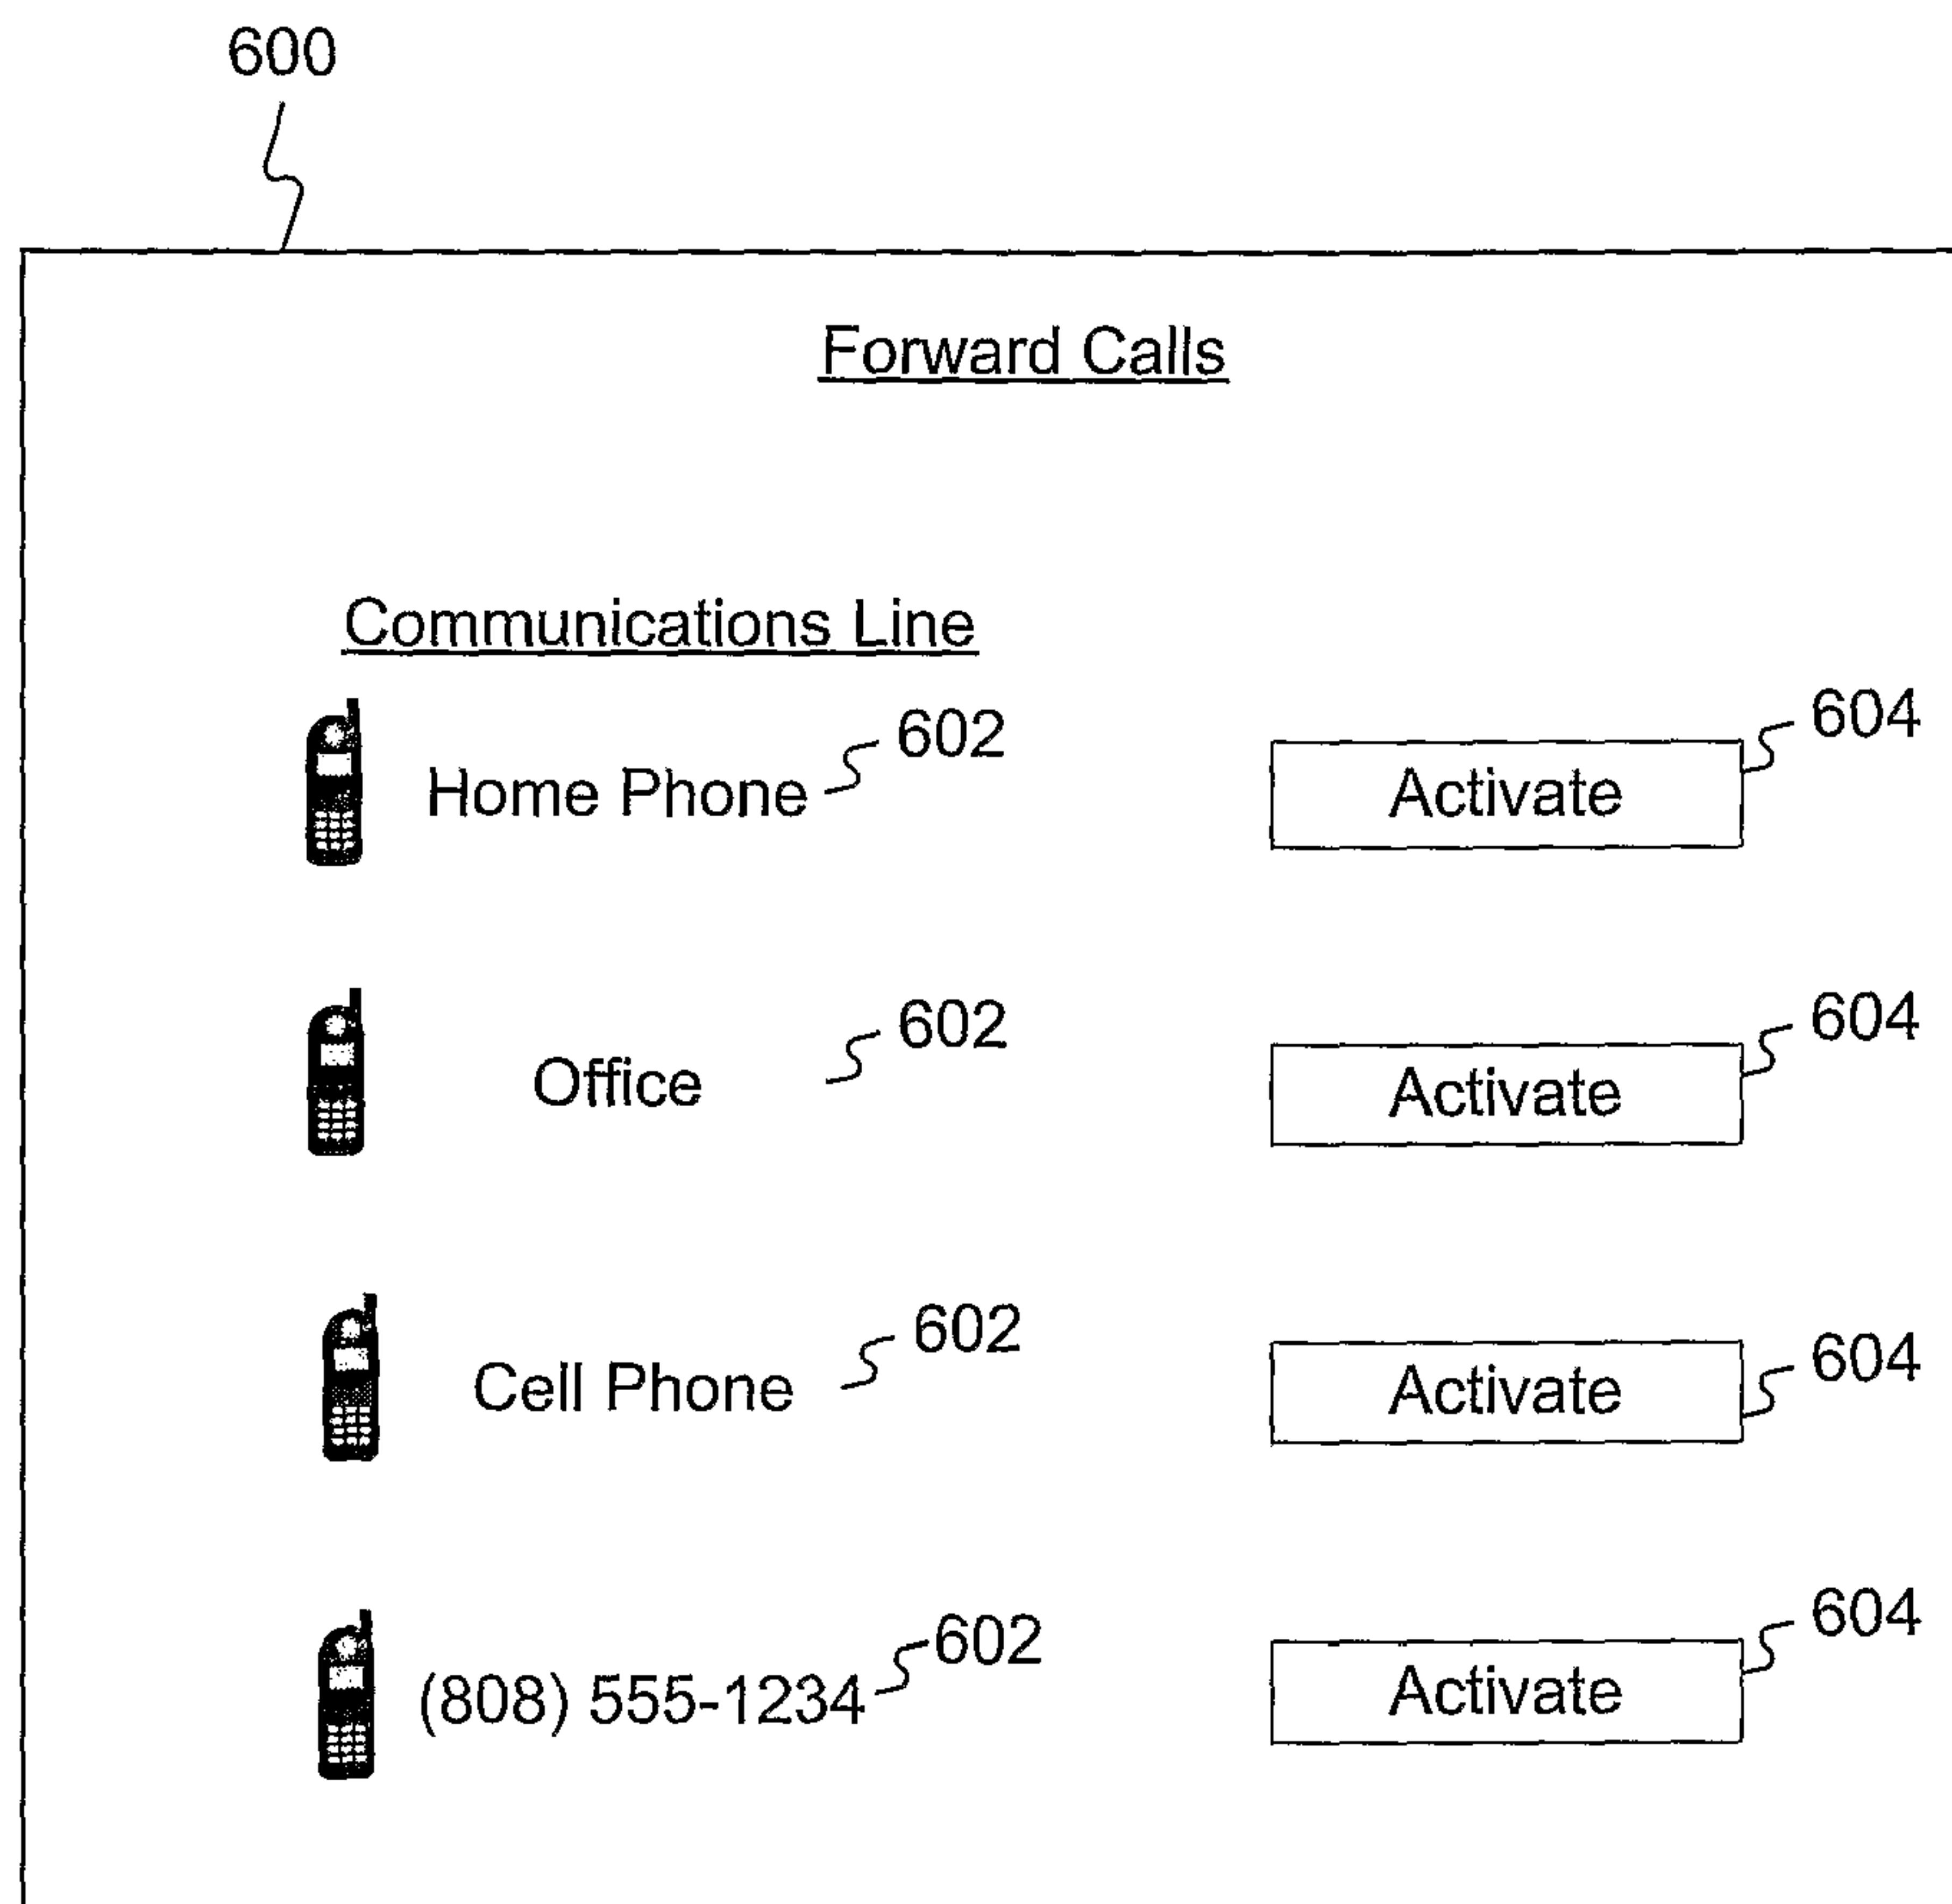 600
Forward Calls
Communications Line
Home Phone 602 Activate 604
Office 602 Activate 604
Cell Phone 602 Activate 604
(808) 555-1234 602 Activate 604